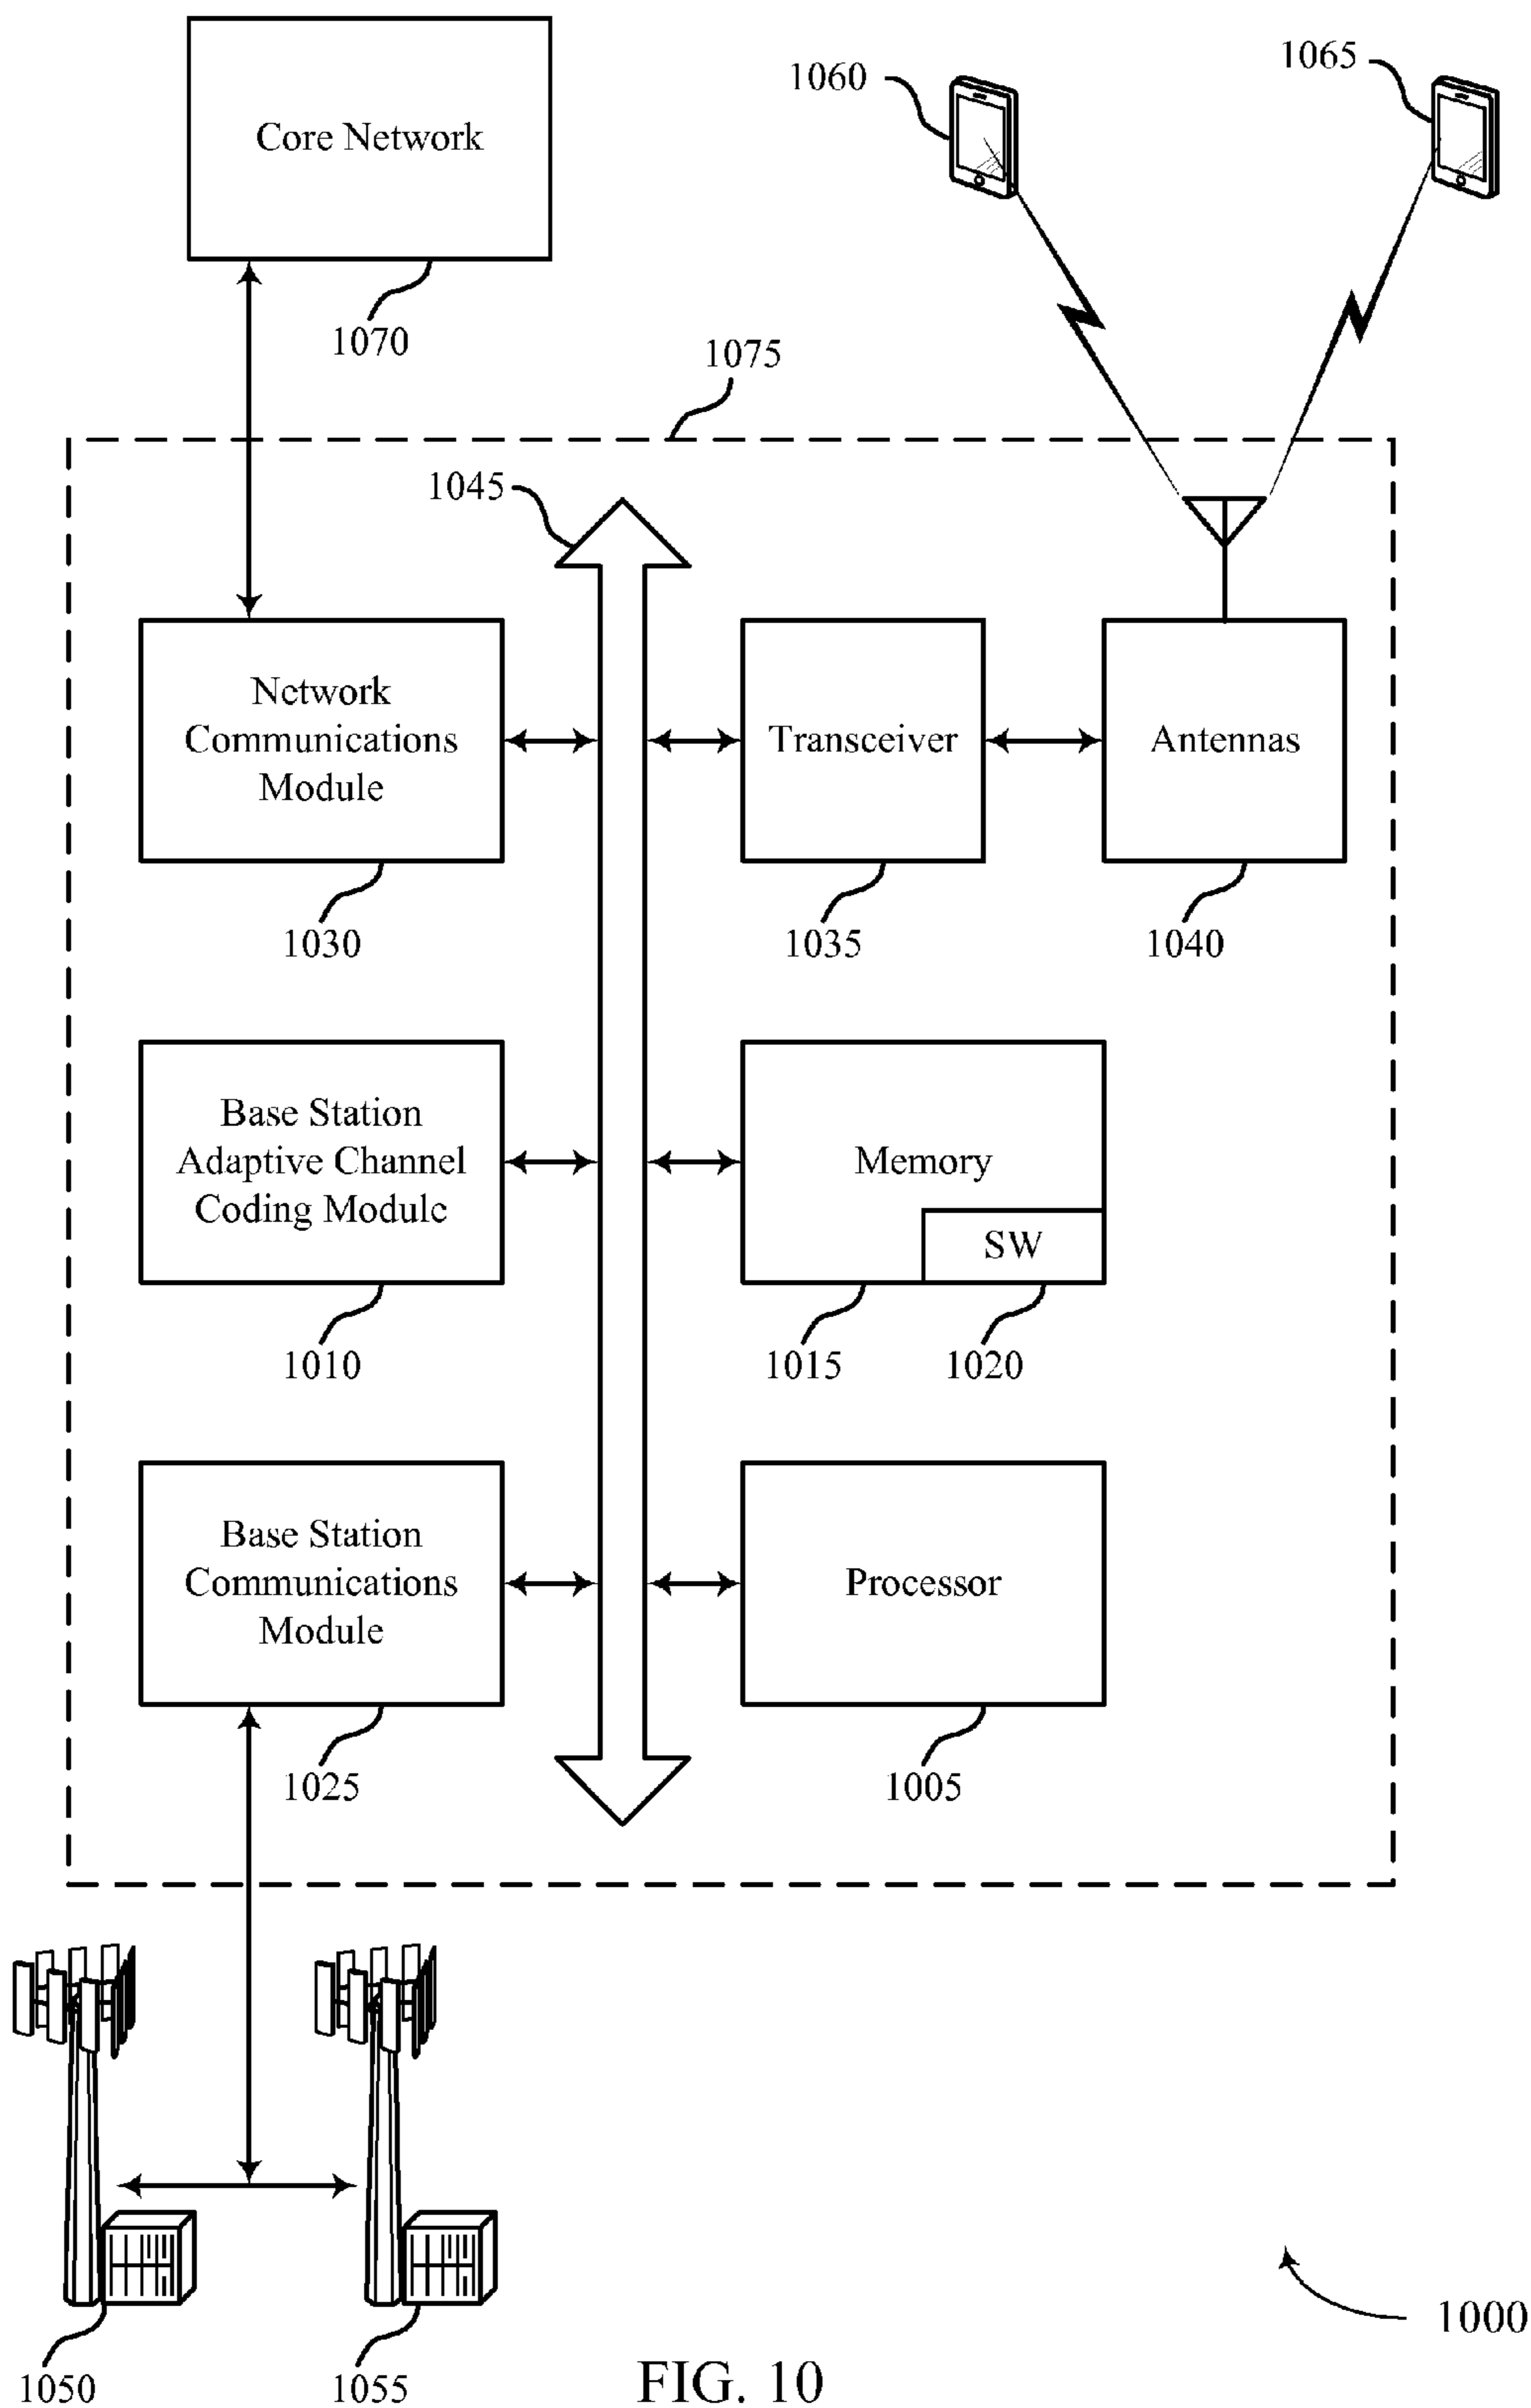 Core Network
1060
1065
1070
1075
1045
Network
Communications
Module
Transceiver
Antennas
1030
1035
1040
Base Station
Adaptive Channel
Coding Module
Memory
SW
1010
1015
1020
Base Station
Communications
Module
Processor
1025
1005
1050
1055
1000
FIG. 10